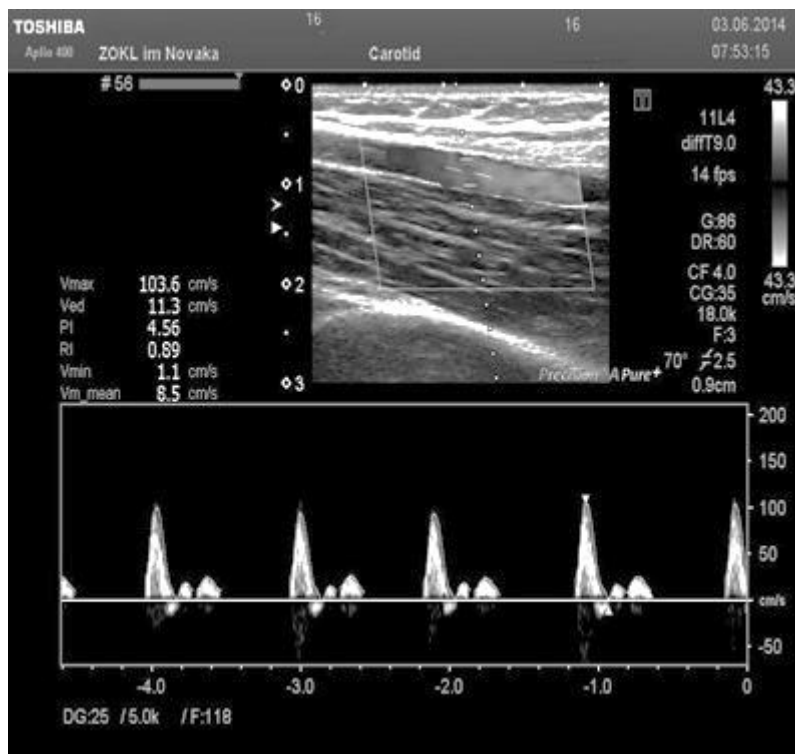 TOSHIBA 16 16 03.06.2014
Aplio 400 ZOKL im Novaka Carotid 07:53:15
#56
0
1
2
3
43.3
11L4
diffT9.0
14 fps
G:86
DR:60
CF 4.0
CG:35
18.0k
F:3
70° 2.5
0.9cm
43.3
cm/s
Precision APure+
Vmax 103.6 cm/s
Ved 11.3 cm/s
PI 4.56
RI 0.89
Vmin 1.1 cm/s
Vm_mean 8.5 cm/s
200
150
100
50
cm/s
-50
-4.0 -3.0 -2.0 -1.0 0
DG:25 /5.0k /F:118